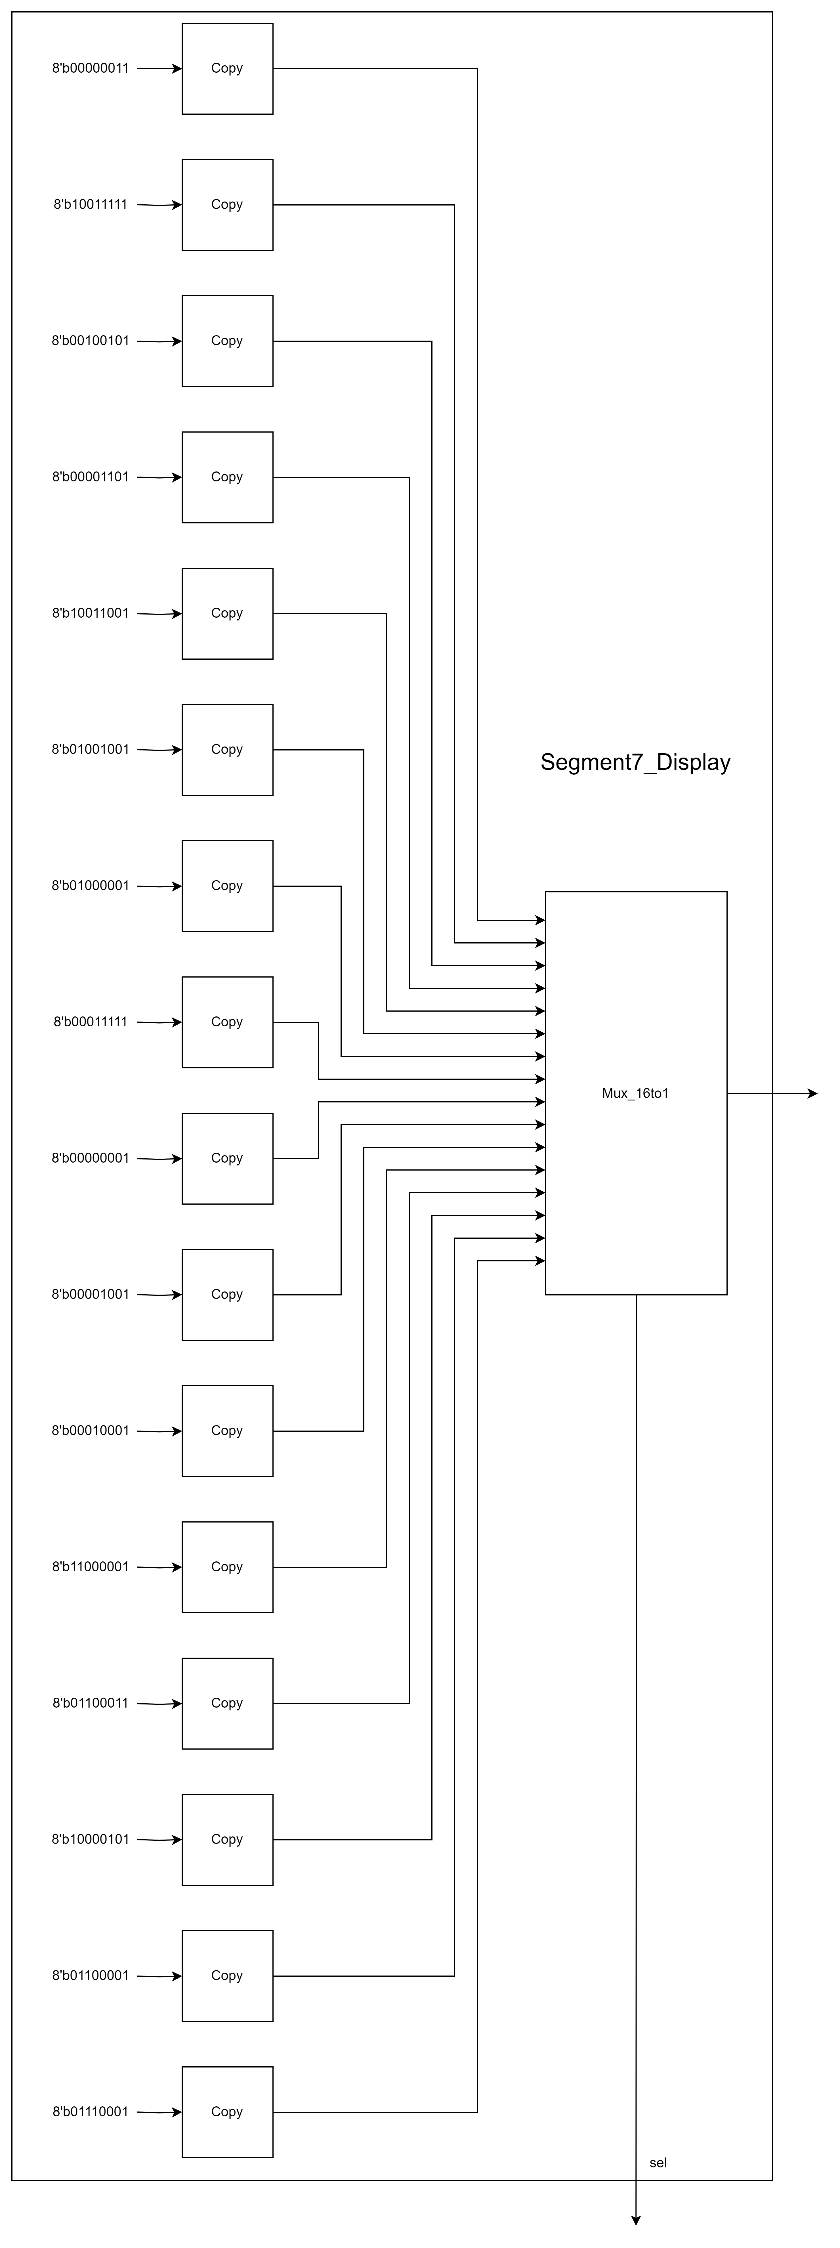 8'b00000011
Copy
8'b10011111
Copy
8'b00100101
Copy
8'b00001101
Copy
8'b10011001
Copy
8'b01001001
Copy
Segment7_Display
8'b01000001
Copy
8'b00011111
Copy
Mux_16to1
8'b00000001
Copy
8'b00001001
Copy
8'b00010001
Copy
8'b11000001
Copy
8'b01100011
Copy
8'b10000101
Copy
8'b01100001
Copy
8'b01110001
Copy
sel